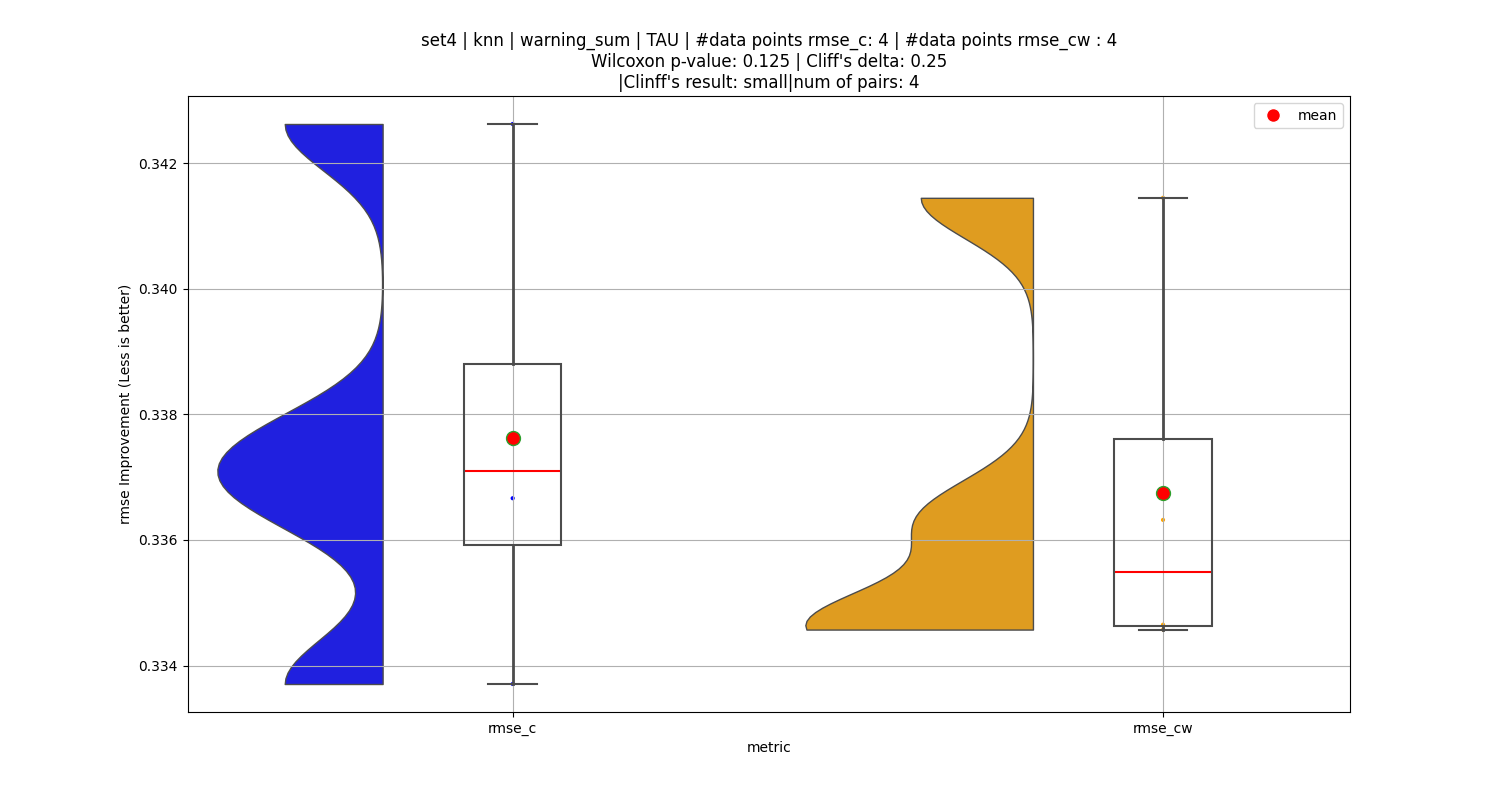 set4 | knn | warning_sum | TAU | #data points rmse_c: 4 | #data points rmse_cw : 4
Wilcoxon p-value: 0.125 | Cliff's delta: 0.25
|Clinff's result: small|num of pairs: 4
mean
0.342
0.340
0.338
0.336
0.334
rmse Improvement (Less is better)
rmse_c
rmse_cw
metric